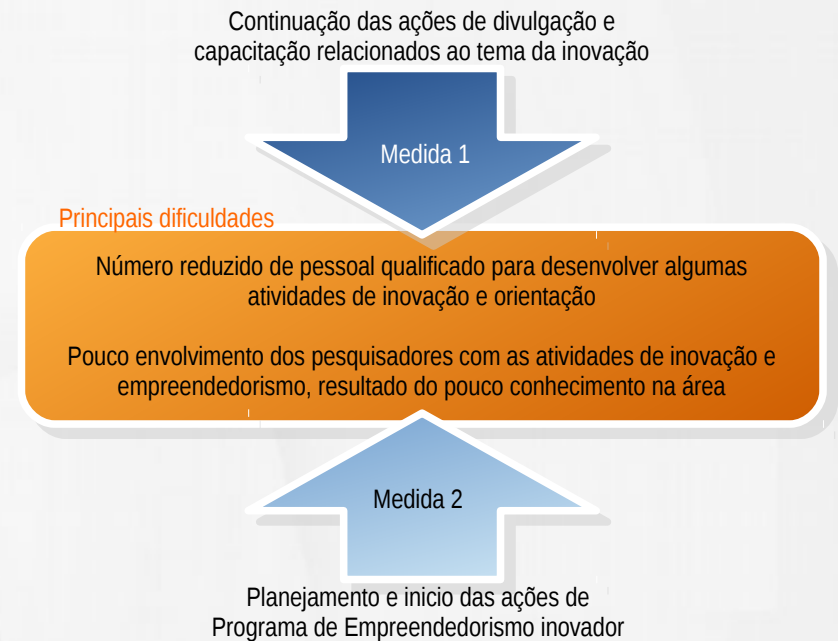 Continuação das ações de divulgação e
capacitação relacionados ao tema da inovação
Medida 1
Principais dificuldades
Número reduzido de pessoal qualificado para desenvolver algumas
atividades de inovação e orientação
Pouco envolvimento dos pesquisadores com as atividades de inovação e
empreendedorismo, resultado do pouco conhecimento na área
Medida 2
Planejamento e inicio das ações de
Programa de Empreendedorismo inovador